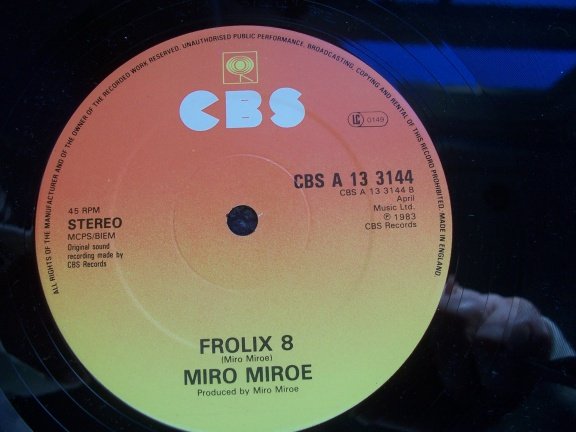 ALL RIGHTS OF THE MANUFACTURER AND OF THE OWNER OF THE RECORDED WORK RESERVED. UNAUTHORISED PUBLIC PERFORMANCE, BROADCASTING, COPYING AND RENTAL OF THIS RECORD PROHIBITED. MADE IN ENGLAND.
CBS
LC 0149
CBS A 13 3144
CBS A 13 3144 B
April
Music Ltd.
℗ 1983
CBS Records
45 RPM
STEREO
MCPS/BIEM
Original sound
recording made by
CBS Records
FROLIX 8
(Miro Miroe)
MIRO MIROE
Produced by Miro Miroe